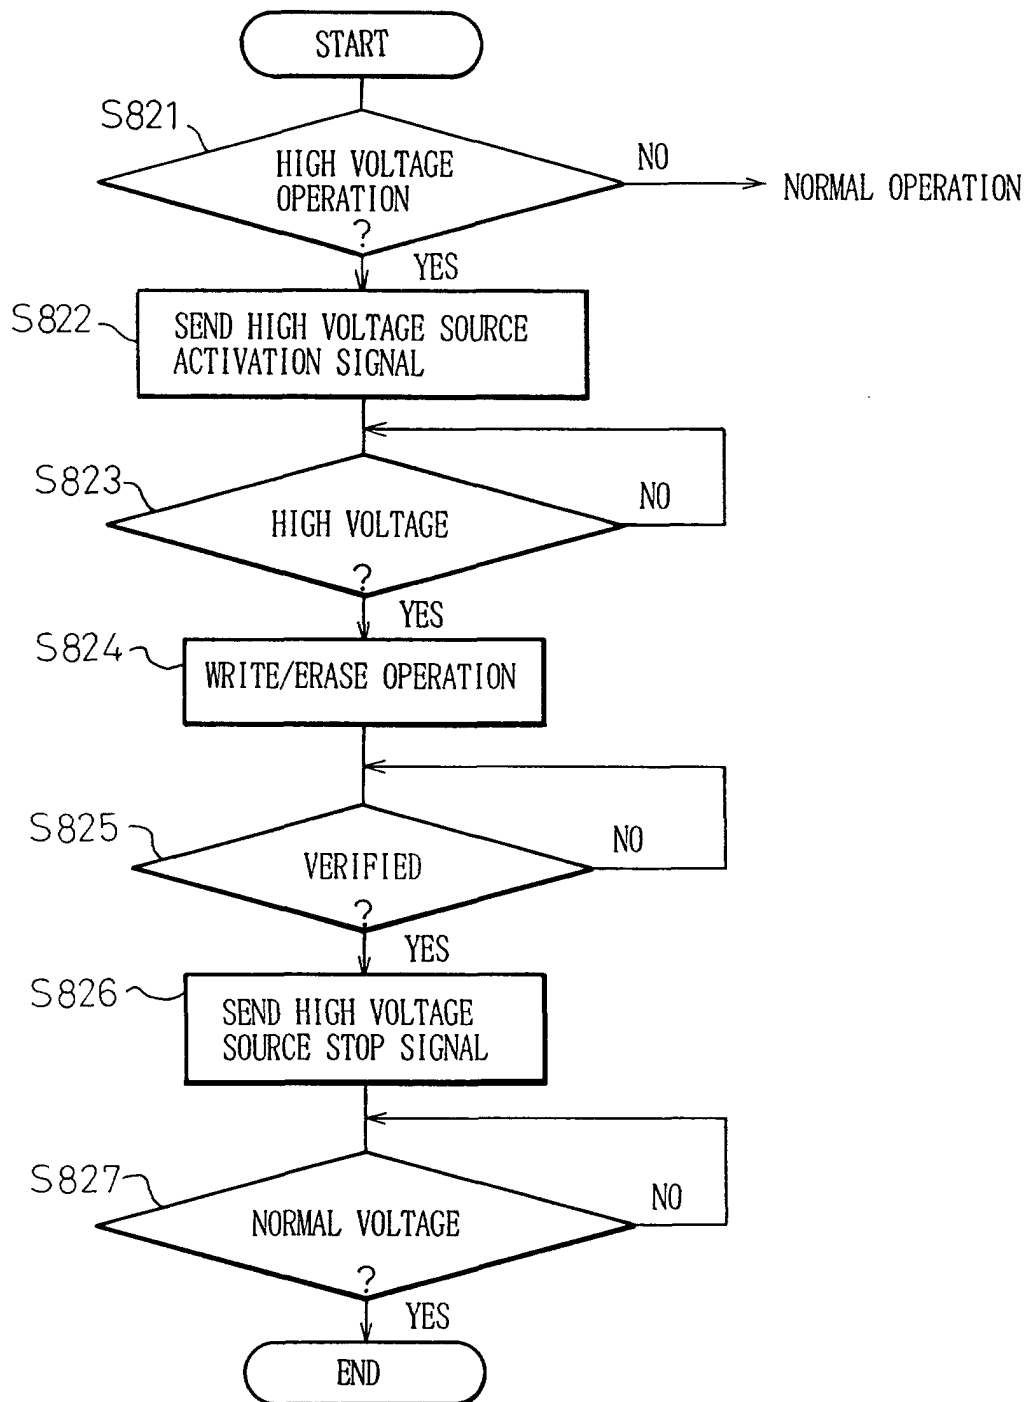 START
S821
HIGH VOLTAGE
OPERATION
?
NO
NORMAL OPERATION
YES
S822
SEND HIGH VOLTAGE SOURCE
ACTIVATION SIGNAL
S823
HIGH VOLTAGE
?
NO
YES
S824
WRITE/ERASE OPERATION
S825
VERIFIED
?
NO
YES
S826
SEND HIGH VOLTAGE
SOURCE STOP SIGNAL
S827
NORMAL VOLTAGE
?
NO
YES
END